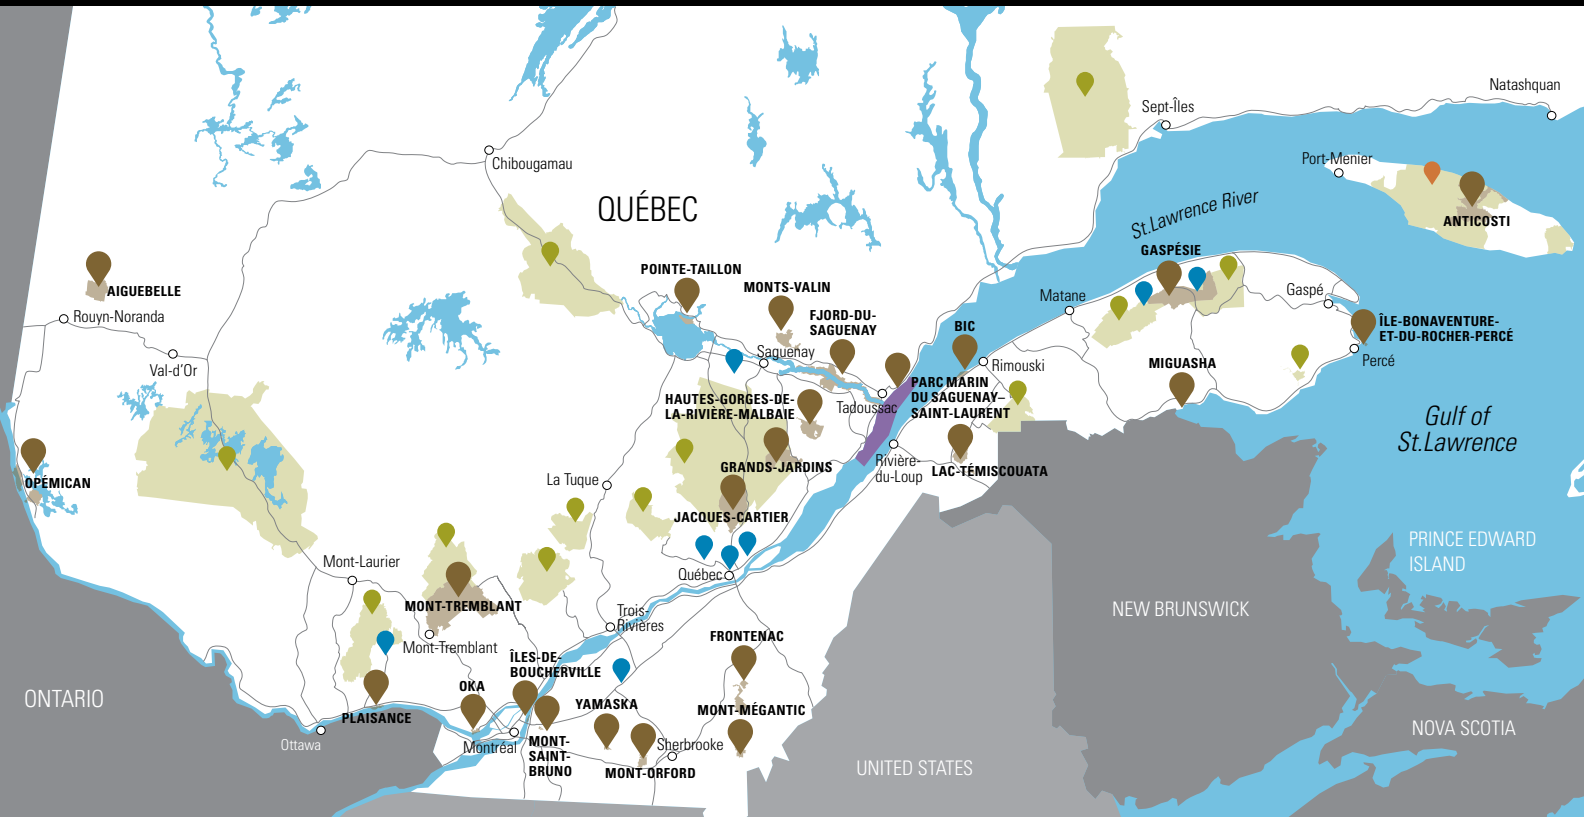 Natashquan
Sept-Îles
Port-Menier
Chibougamau
QUÉBEC
St.Lawrence River
ANTICOSTI
GASPÉSIE
POINTE-TAILLON
MONTS-VALIN
AIGUEBELLE
Matane
Gaspé
Rouyn-Noranda
FJORD-DU-
SAGUENAY
BIC
ÎLE-BONAVENTURE-
ET-DU-ROCHER-PERCÉ
Saguenay
Rimouski
MIGUASHA
Percé
Val-d'Or
PARC MARIN
DU SAGUENAY–
SAINT-LAURENT
HAUTES-GORGES-DE-
LA-RIVIÈRE-MALBAIE
Tadoussac
Gulf of
St.Lawrence
OPÉMICAN
La Tuque
GRANDS-JARDINS
Rivière-
du-Loup
LAC-TÉMISCOUATA
JACQUES-CARTIER
PRINCE EDWARD
ISLAND
Mont-Laurier
Québec
MONT-TREMBLANT
Trois-
Rivières
NEW BRUNSWICK
Mont-Tremblant
FRONTENAC
ÎLES-DE-
BOUCHERVILLE
OKA
ONTARIO
YAMASKA
MONT-MÉGANTIC
PLAISANCE
NOVA SCOTIA
Ottawa
Montréal
MONT-
SAINT-
BRUNO
Sherbrooke
MONT-ORFORD
UNITED STATES